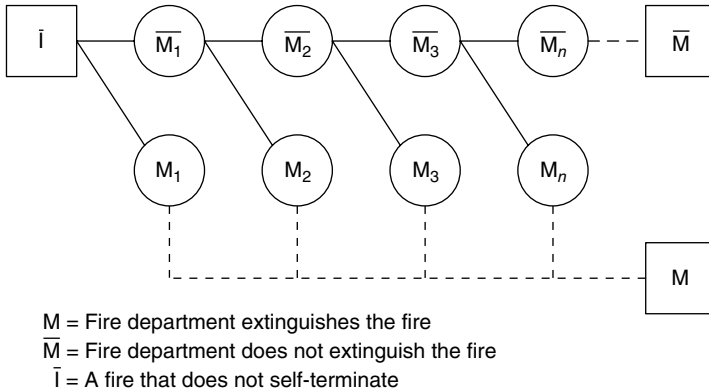 Ī M̅₁ M̅₂ M̅₃ M̅ₙ M̅
M₁ M₂ M₃ Mₙ
M
M = Fire department extinguishes the fire
M̅ = Fire department does not extinguish the fire
Ī = A fire that does not self-terminate